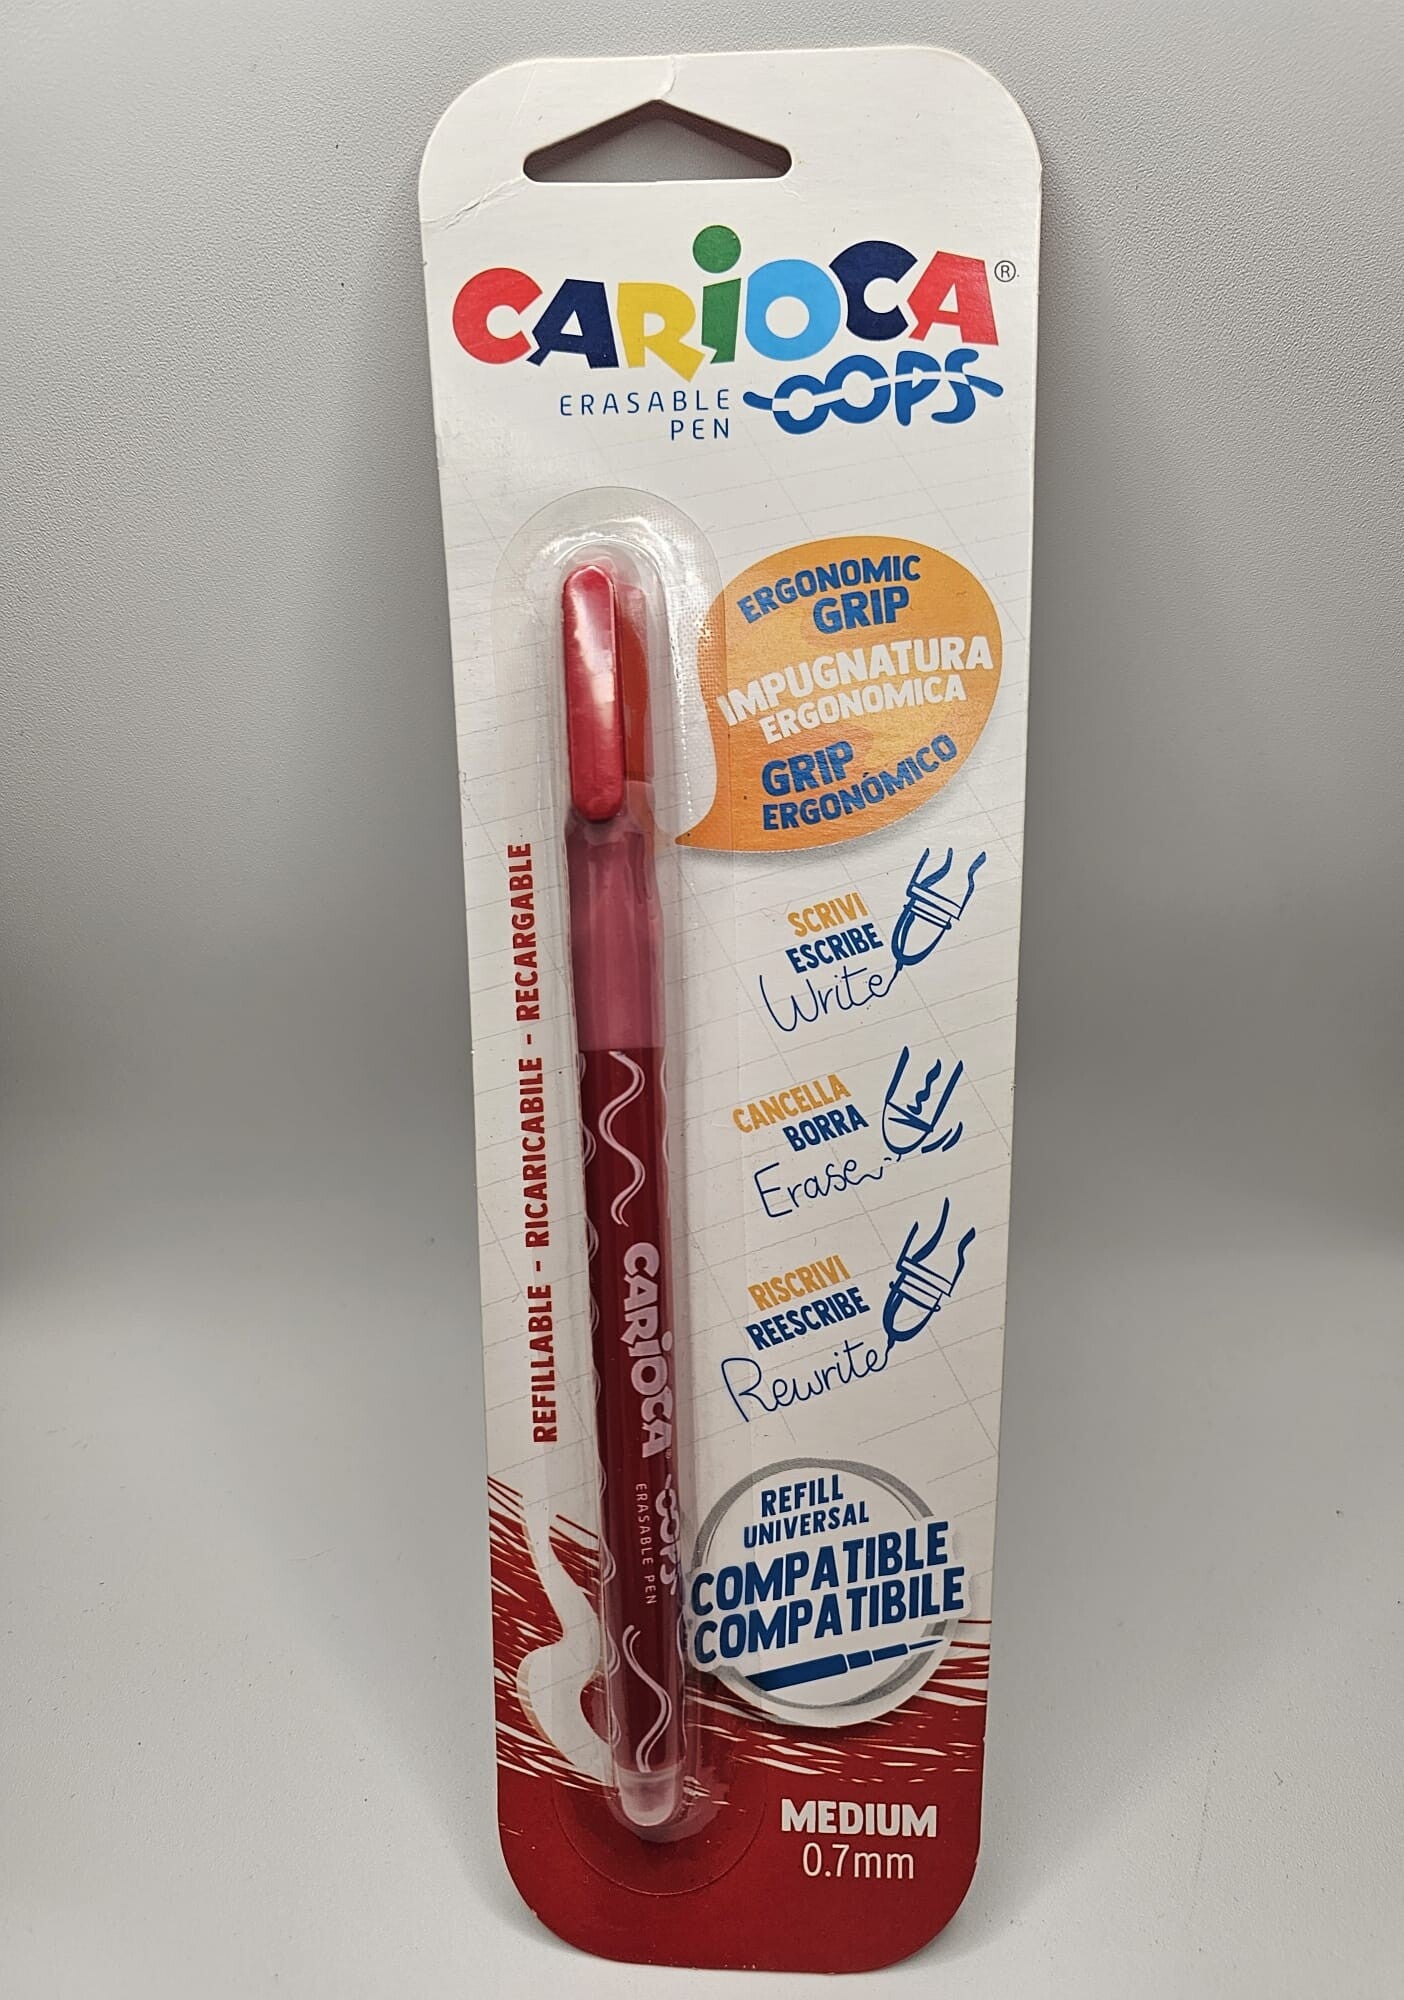 CARIOCA®
ERASABLE
PEN
OOPS
ERGONOMIC
GRIP
IMPUGNATURA
ERGONOMICA
GRIP
ERGONÓMICO
REFILLABLE - RICARICABILE - RECARGABLE
SCRIVI
ESCRIBE
Write
CANCELLA
BORRA
Erase
RISCRIVI
REESCRIBE
Rewrite
CARIOCA® OOPS
ERASABLE PEN
REFILL
UNIVERSAL
COMPATIBLE
COMPATIBILE
MEDIUM
0.7mm